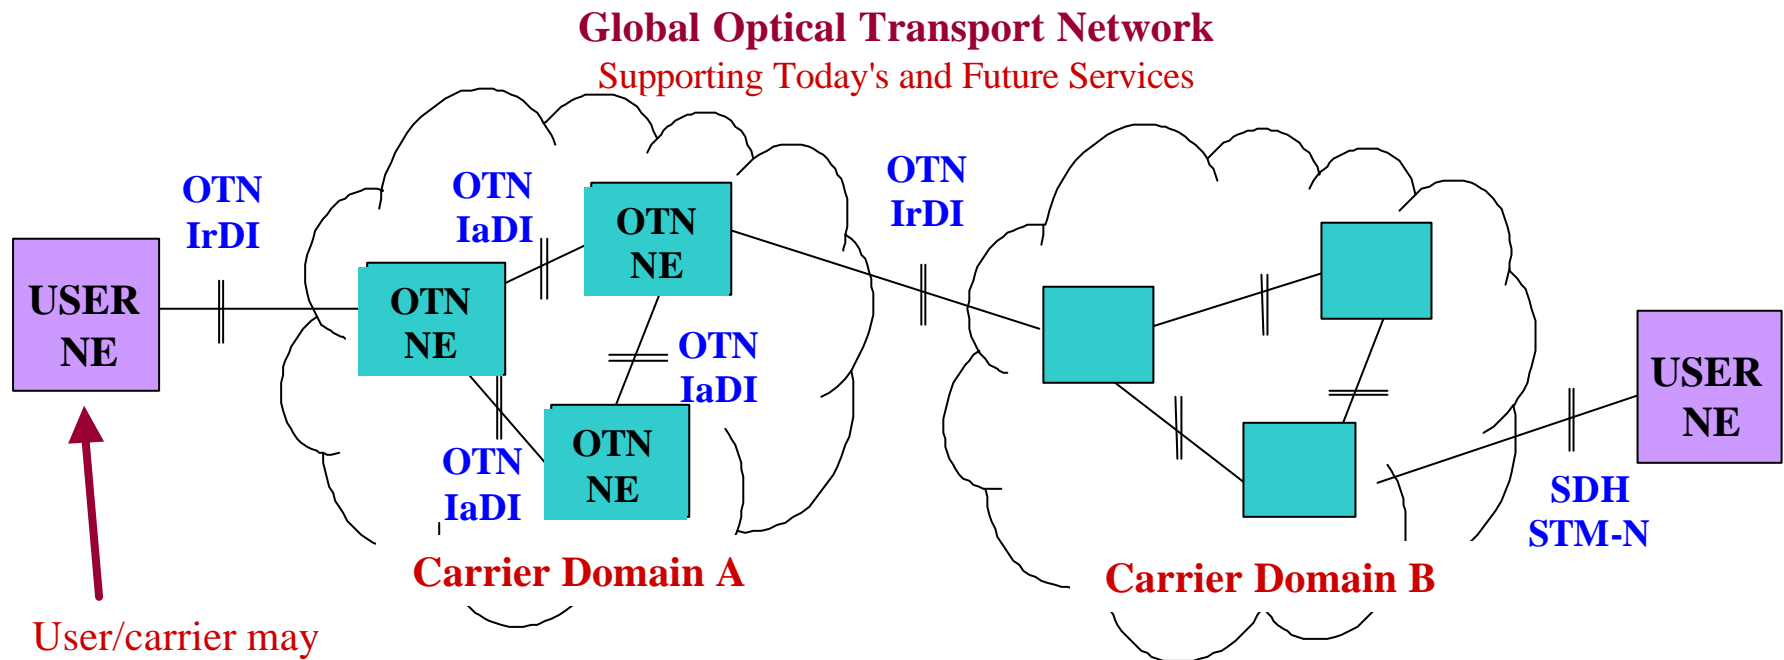 Global Optical Transport Network
Supporting Today's and Future Services
OTN
IrDI
OTN
IaDI
OTN
NE
OTN
IrDI
USER
NE
OTN
NE
OTN
IaDI
OTN
NE
OTN
IaDI
USER
NE
SDH
STM-N
Carrier Domain A
Carrier Domain B
User/carrier may